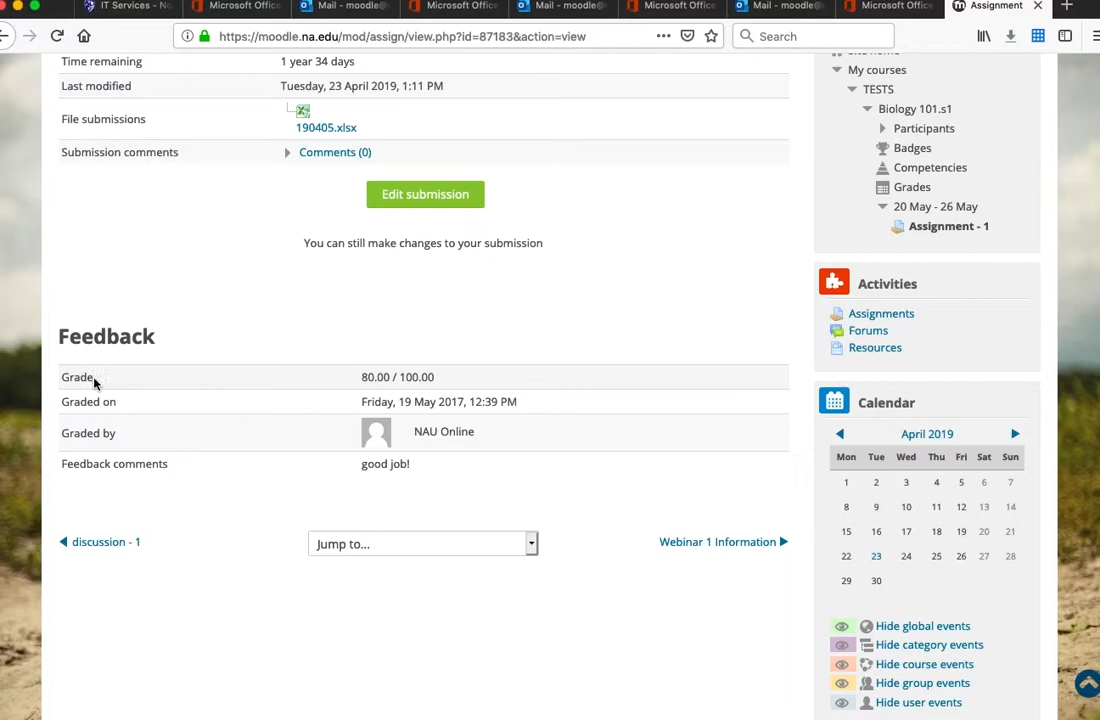 IT Services - No
Microsoft Office
Mail - moodle@
Microsoft Office
Mail - moodle@
Microsoft Office
Mail - moodle@
Microsoft Office
Assignment
https://moodle.na.edu/mod/assign/view.php?id=87183&action=view
Search
Time remaining
1 year 34 days
Last modified
Tuesday, 23 April 2019, 1:11 PM
File submissions
190405.xlsx
Submission comments
Comments (0)
Edit submission
You can still make changes to your submission
Feedback
Grade
80.00 / 100.00
Graded on
Friday, 19 May 2017, 12:39 PM
Graded by
NAU Online
Feedback comments
good job!
discussion - 1
Jump to...
Webinar 1 Information
My courses
TESTS
Biology 101.s1
Participants
Badges
Competencies
Grades
20 May - 26 May
Assignment - 1
Activities
Assignments
Forums
Resources
Calendar
April 2019
Mon Tue Wed Thu Fri Sat Sun
1 2 3 4 5 6 7
8 9 10 11 12 13 14
15 16 17 18 19 20 21
22 23 24 25 26 27 28
29 30
Hide global events
Hide category events
Hide course events
Hide group events
Hide user events